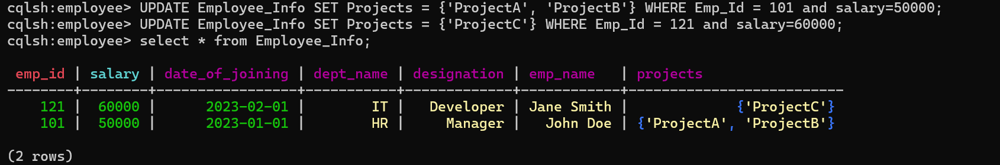 cqlsh:employee> UPDATE Employee_Info SET Projects = {'ProjectA', 'ProjectB'} WHERE Emp_Id = 101 and salary=50000;
cqlsh:employee> UPDATE Employee_Info SET Projects = {'ProjectC'} WHERE Emp_Id = 121 and salary=60000;
cqlsh:employee> select * from Employee_Info;
 emp_id | salary | date_of_joining | dept_name | designation | emp_name   | projects
--------+--------+-----------------+-----------+-------------+------------+--------------------------
    121 |  60000 |      2023-02-01 |        IT |   Developer | Jane Smith |             {'ProjectC'}
    101 |  50000 |      2023-01-01 |        HR |     Manager |   John Doe | {'ProjectA', 'ProjectB'}
(2 rows)